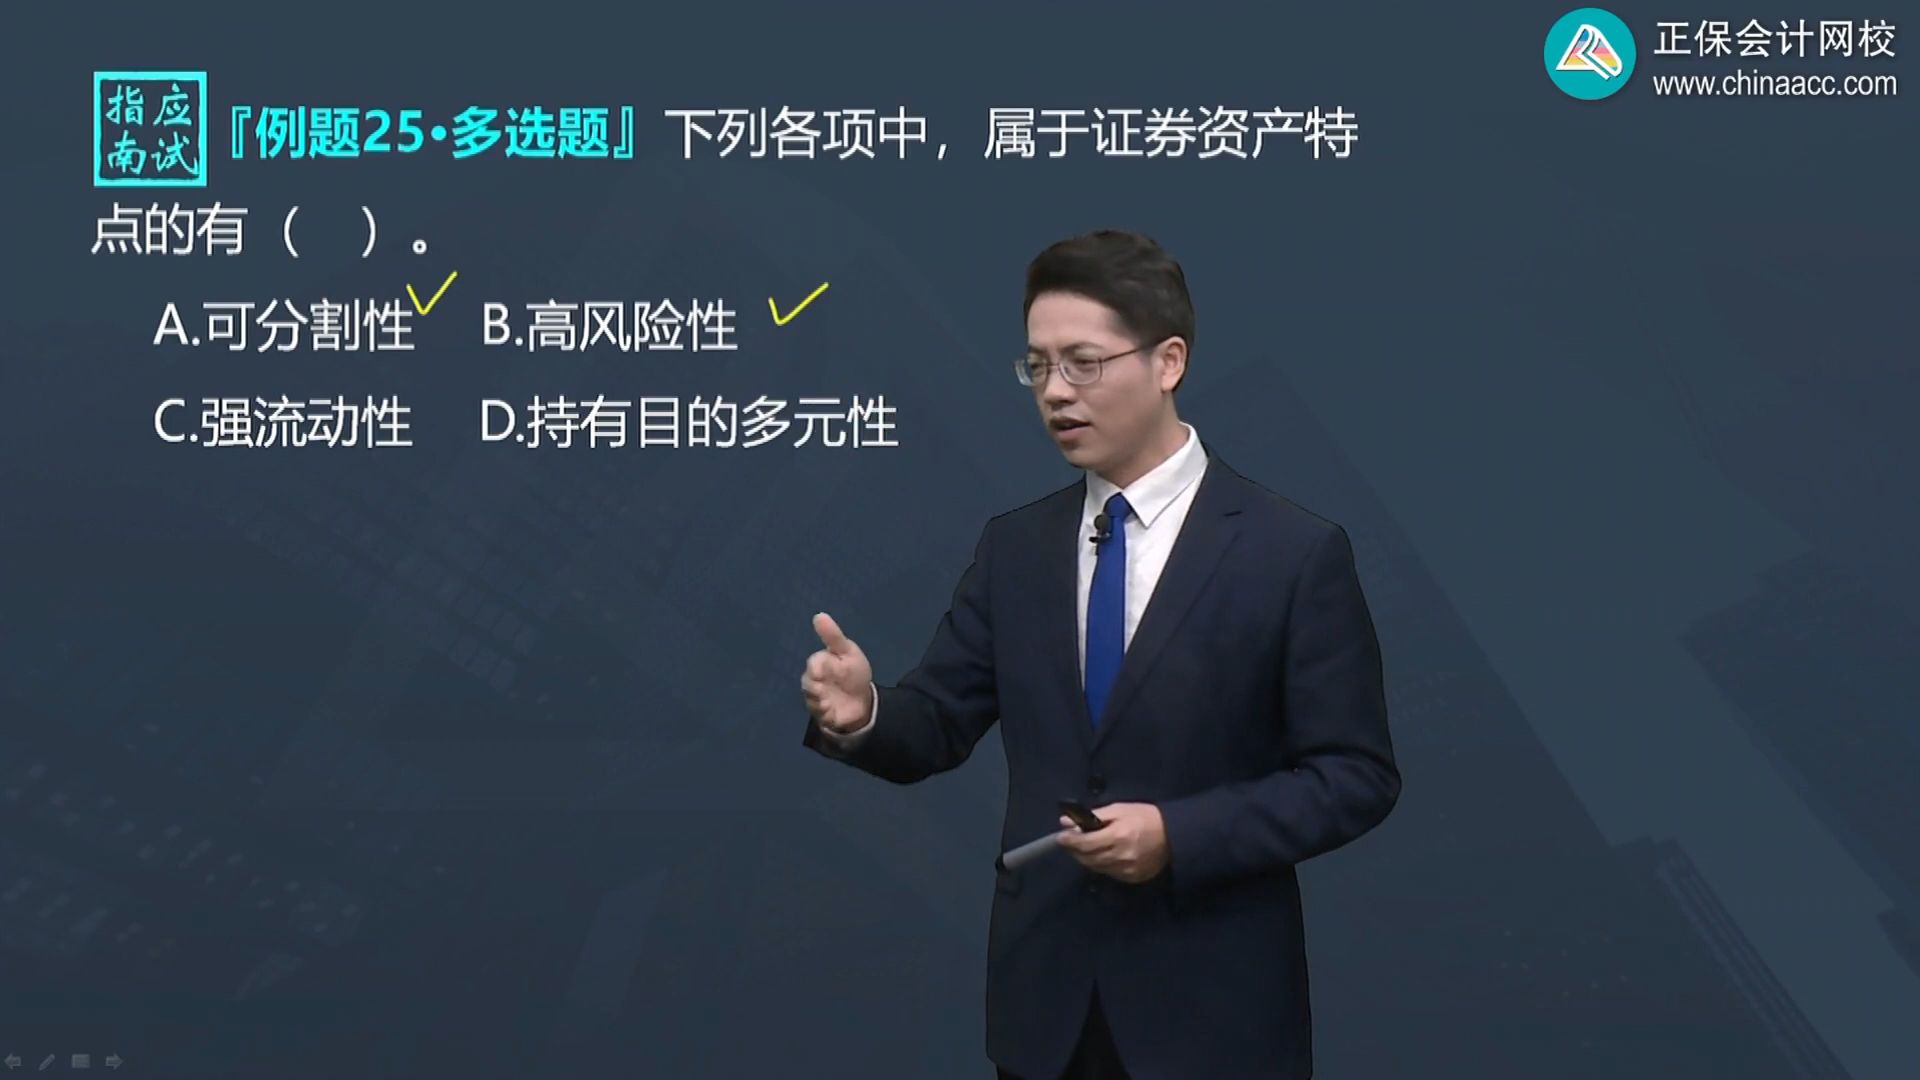 正保会计网校
www.chinaacc.com
应试指南
『例题25·多选题』下列各项中，属于证券资产特
点的有（ ）。
A.可分割性 B.高风险性
C.强流动性 D.持有目的多元性